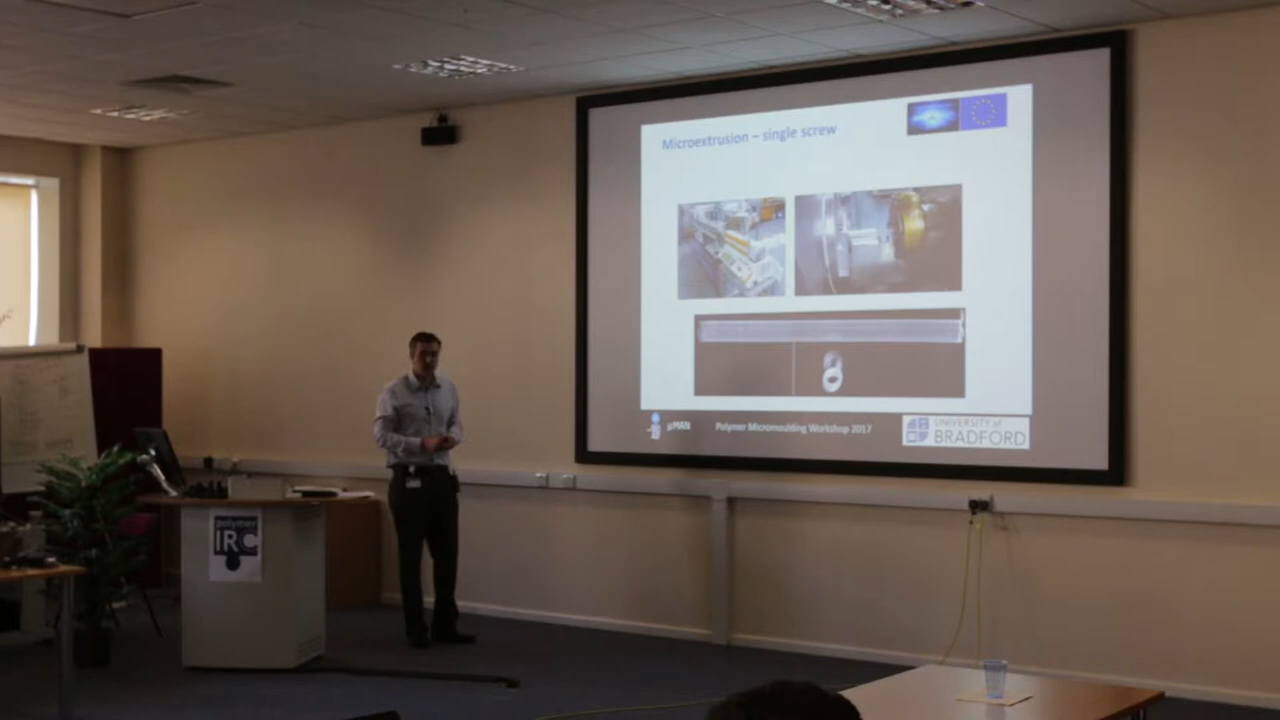 Microextrusion – single screw
μMAN
Polymer Micromoulding Workshop 2017
UNIVERSITY of
BRADFORD
polymer
IRC